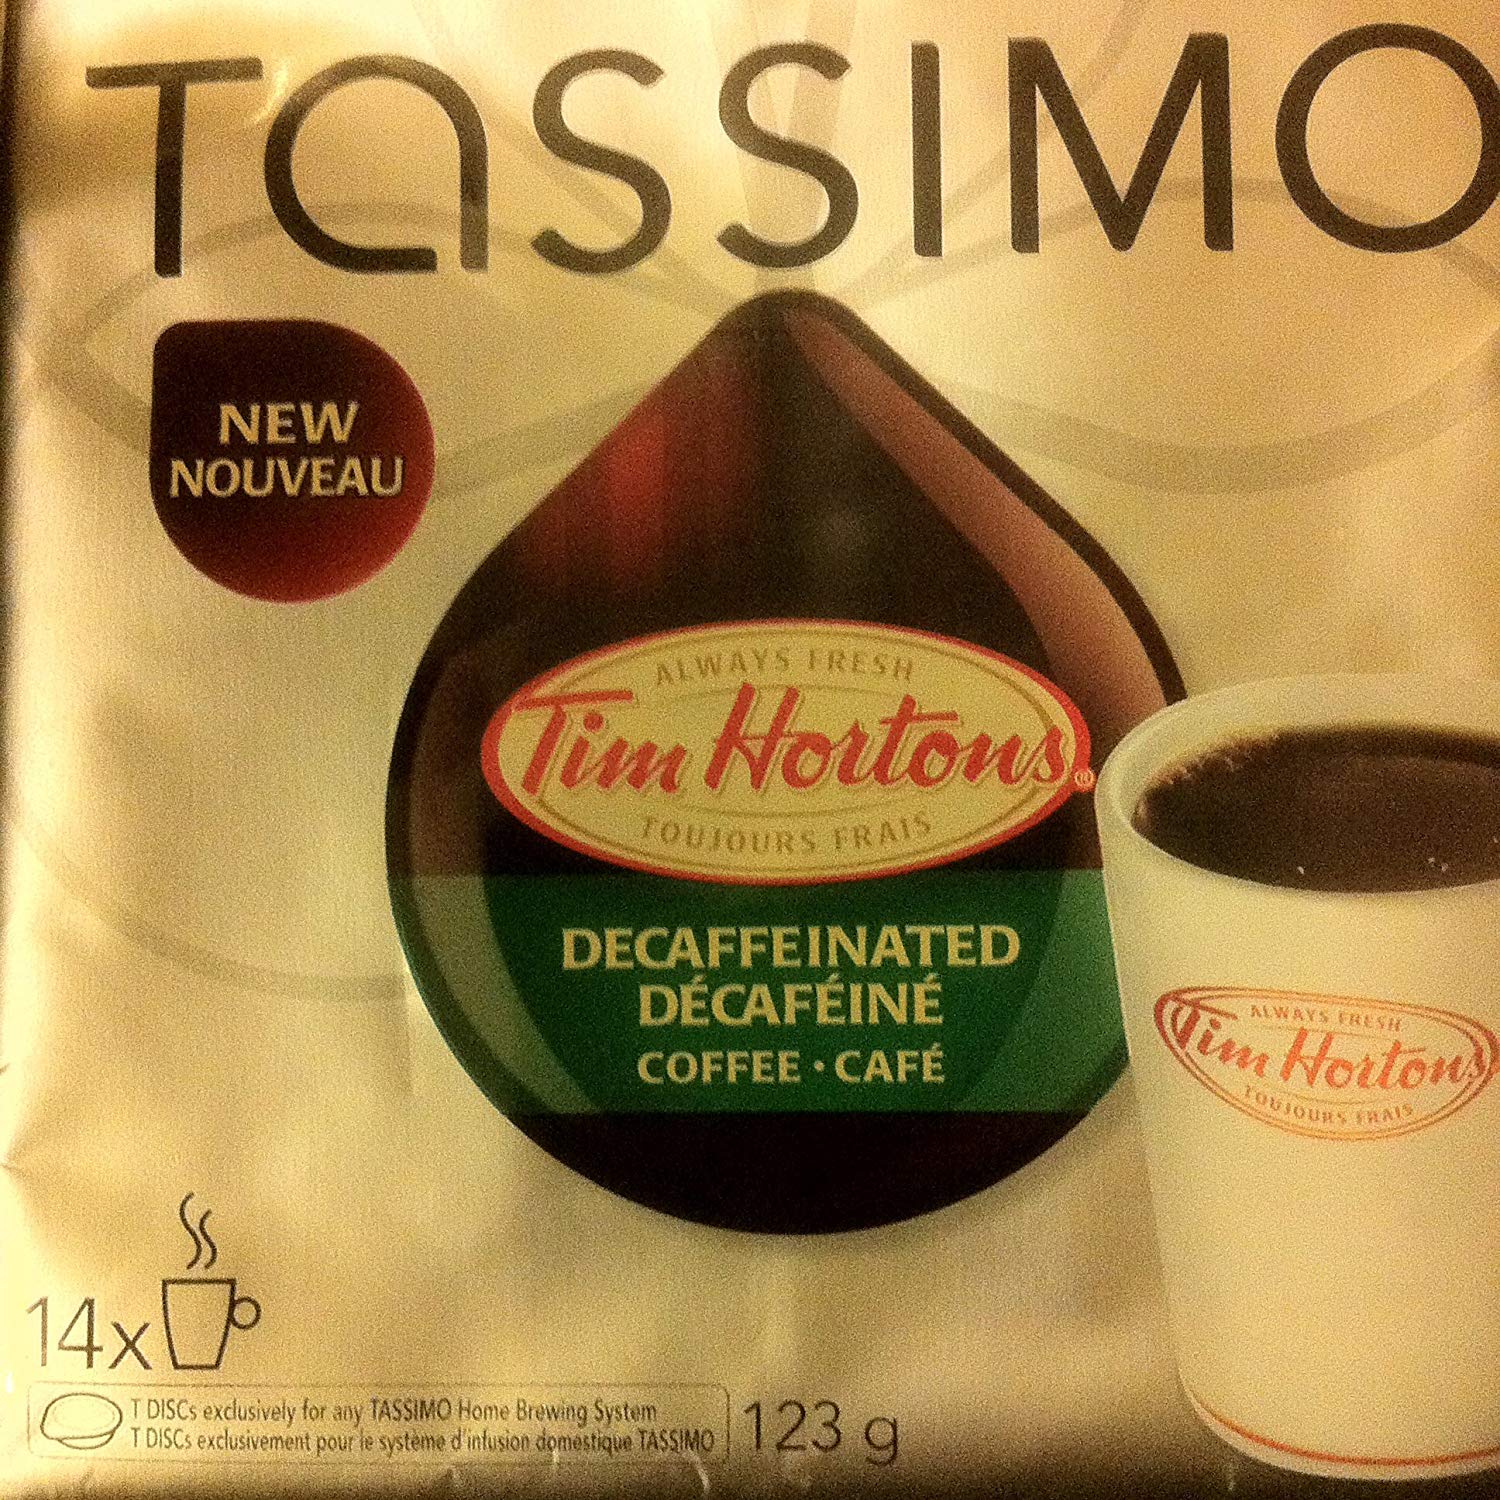 TASSIMO
NEW
NOUVEAU
ALWAYS FRESH
Tim Hortons®
TOUJOURS FRAIS
DECAFFEINATED
DÉCAFÉINÉ
COFFEE • CAFÉ
ALWAYS FRESH
Tim Hortons
TOUJOURS FRAIS
14x
T DISCs exclusively for any TASSIMO Home Brewing System
T DISCs exclusivement pour le système d'infusion domestique TASSIMO
123 g